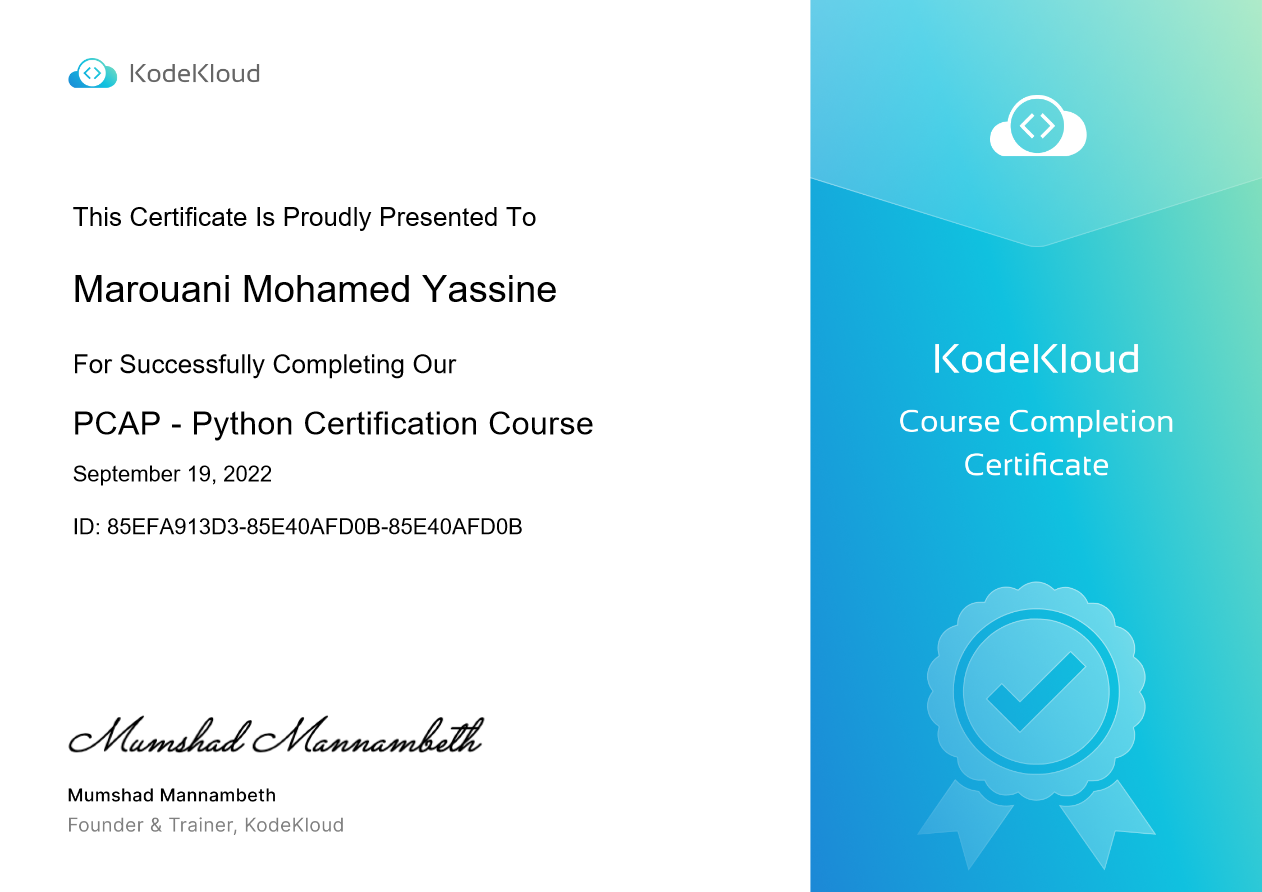 KodeKloud
This Certificate Is Proudly Presented To
Marouani Mohamed Yassine
For Successfully Completing Our
PCAP - Python Certification Course
September 19, 2022
ID: 85EFA913D3-85E40AFD0B-85E40AFD0B
Mumshad Mannambeth
Mumshad Mannambeth
Founder & Trainer, KodeKloud
KodeKloud
Course Completion
Certificate